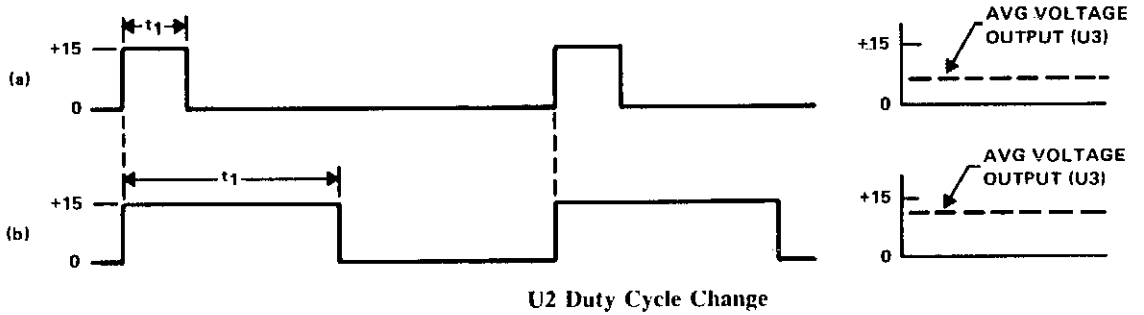 t1
+15
(a)
0
+15
0
AVG VOLTAGE
OUTPUT (U3)
t1
+15
(b)
0
+15
0
AVG VOLTAGE
OUTPUT (U3)
U2 Duty Cycle Change